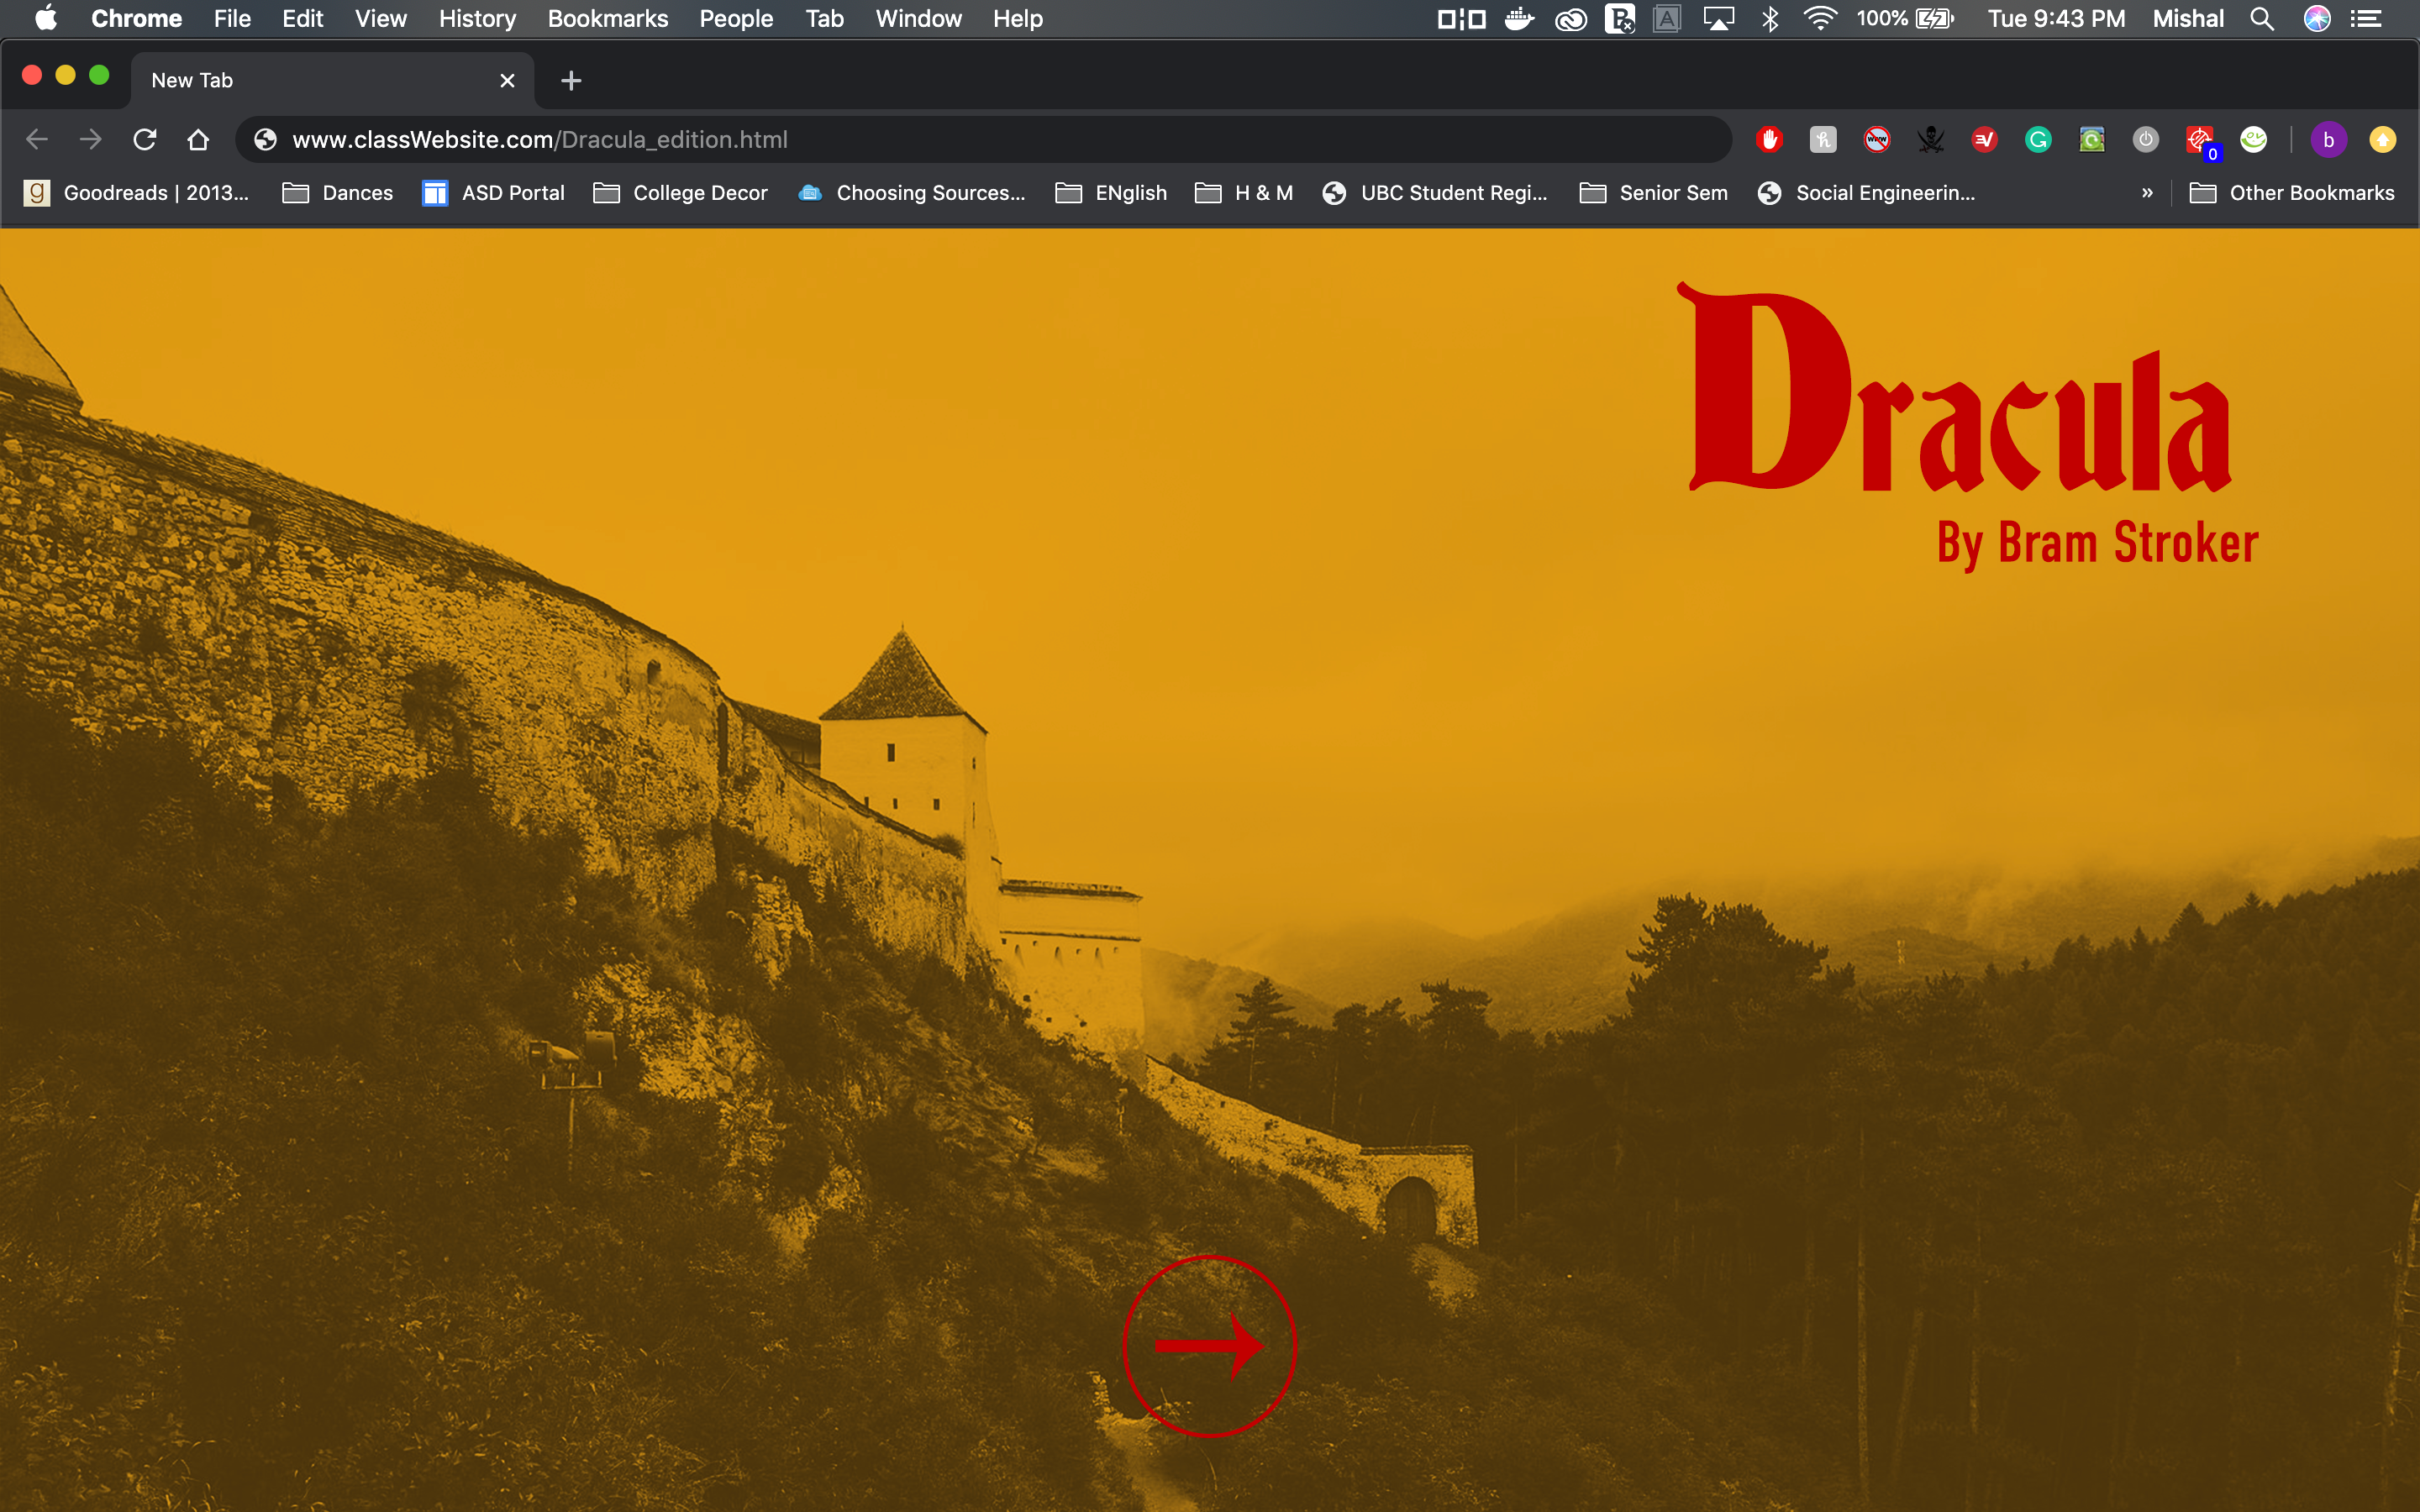 Chrome File Edit View History Bookmarks People Tab Window Help 100% Tue 9:43 PM Mishal
New Tab
www.classWebsite.com/Dracula_edition.html b
0
g Goodreads | 2013... Dances ASD Portal College Decor Choosing Sources... ENglish H & M UBC Student Regi... Senior Sem Social Engineerin... » Other Bookmarks
Dracula
By Bram Stroker